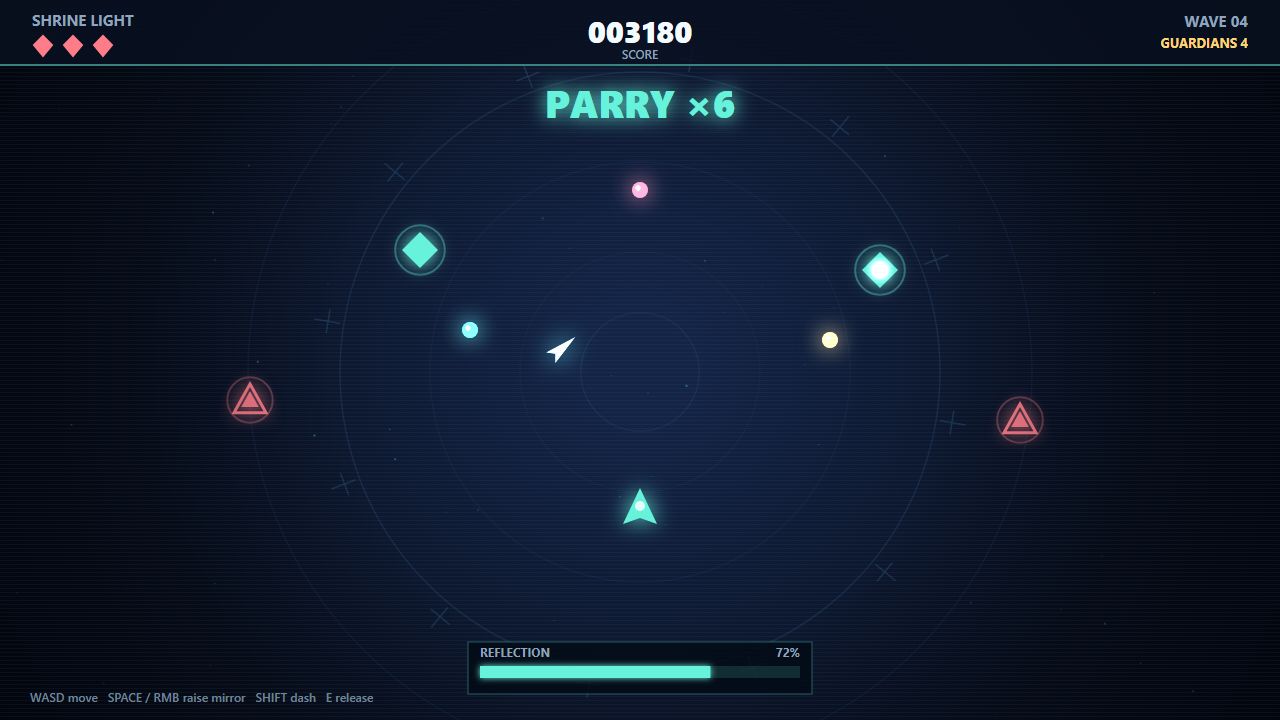 SHRINE LIGHT
003180
SCORE
WAVE 04
GUARDIANS 4
PARRY ×6
REFLECTION 72%
WASD move SPACE / RMB raise mirror SHIFT dash E release